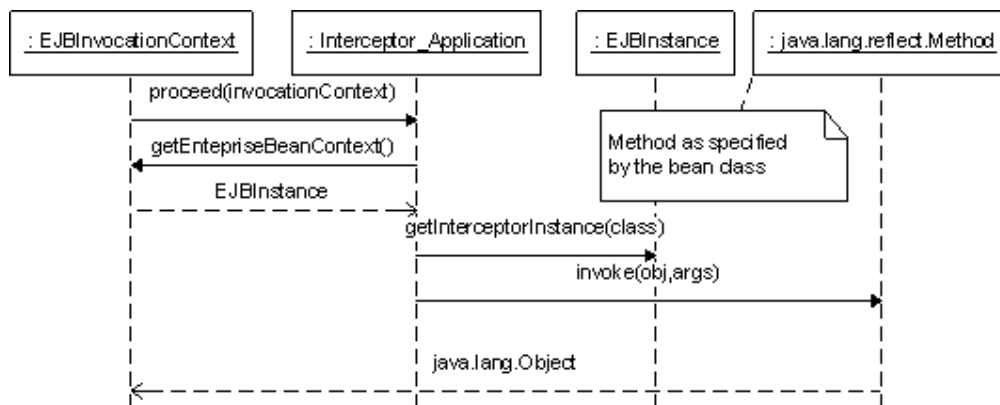 : EJBInvocationContext
: Interceptor_Application
: EJBInstance
: java.lang.reflect.Method
proceed(invocationContext)
getEntepriseBeanContext()
Method as specified
by the bean class
EJBInstance
getInterceptorInstance(class)
invoke(obj,args)
java.lang.Object